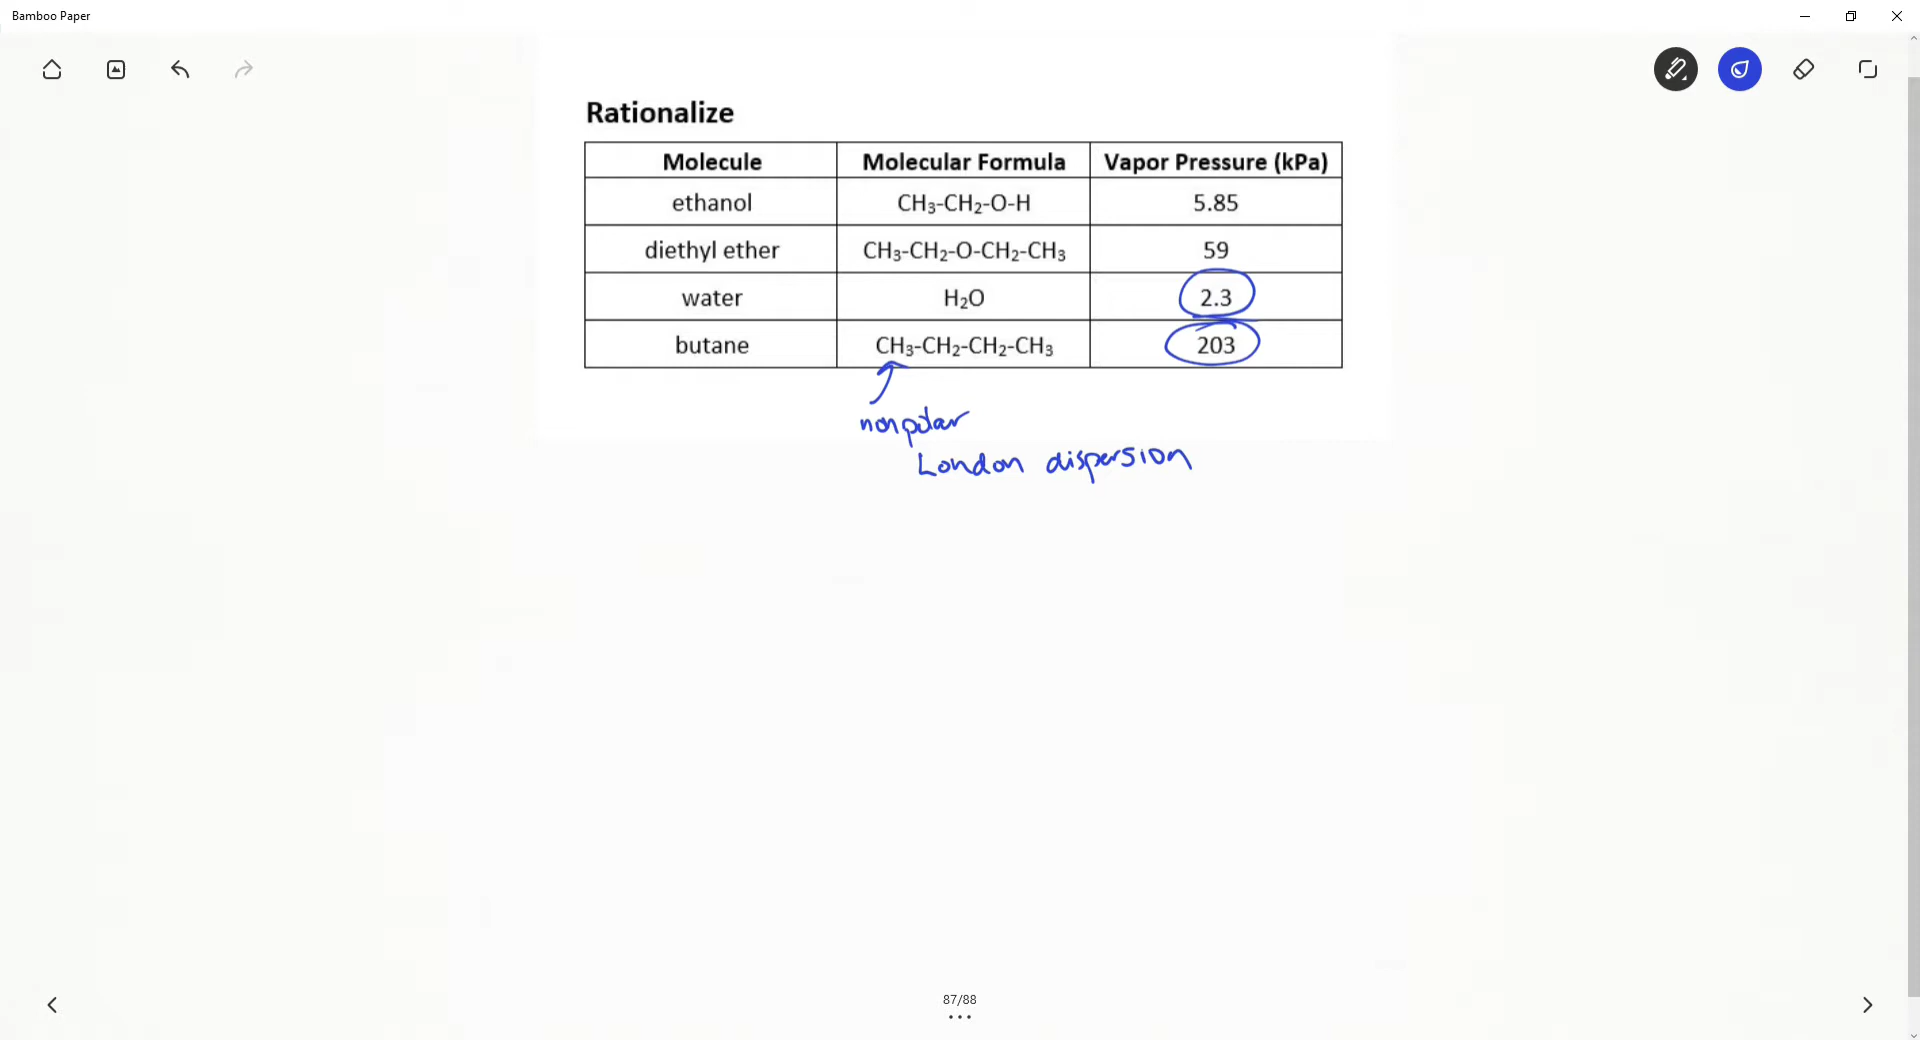 Bamboo Paper
Rationalize
Molecule Molecular Formula Vapor Pressure (kPa)
ethanol CH₃-CH₂-O-H 5.85
diethyl ether CH₃-CH₂-O-CH₂-CH₃ 59
water H₂O 2.3
butane CH₃-CH₂-CH₂-CH₃ 203
nonpolar
London dispersion
87/88